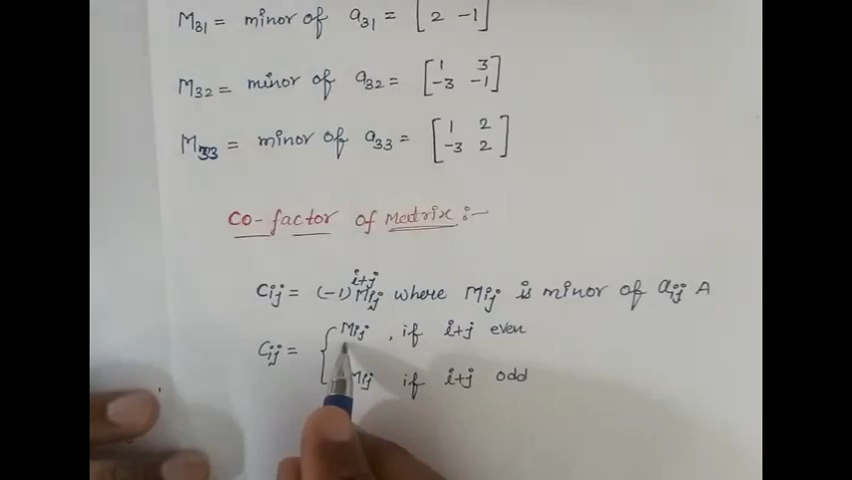 M31 = minor of a31 = [ 2 -1 ]
M32 = minor of a32 = [ 1 3
-3 -1 ]
M33 = minor of a33 = [ 1 2
-3 2 ]
Co-factor of Matrix :-
Cij = (-1)^i+j Mij where Mij is minor of aij A
Cij = { Mij , if i+j even
Mij if i+j odd